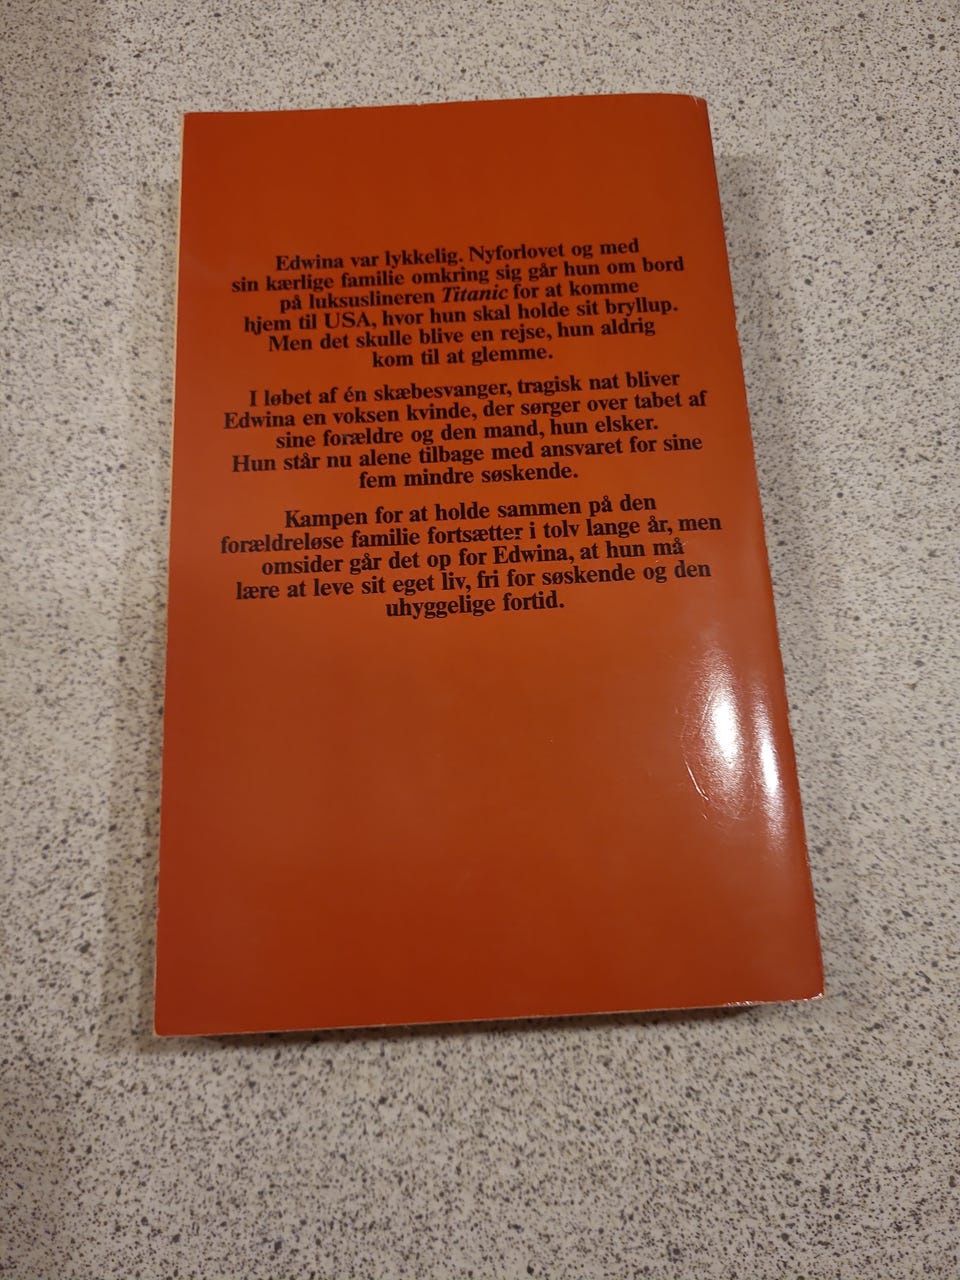 Edwina var lykkelig. Nyforlovet og med
sin kærlige familie omkring sig går hun om bord
på luksuslineren Titanic for at komme
hjem til USA, hvor hun skal holde sit bryllup.
Men det skulle blive en rejse, hun aldrig
kom til at glemme.
I løbet af én skæbesvanger, tragisk nat bliver
Edwina en voksen kvinde, der sørger over tabet af
sine forældre og den mand, hun elsker.
Hun står nu alene tilbage med ansvaret for sine
fem mindre søskende.
Kampen for at holde sammen på den
forældreløse familie fortsætter i tolv lange år, men
omsider går det op for Edwina, at hun må
lære at leve sit eget liv, fri for søskende og den
uhyggelige fortid.